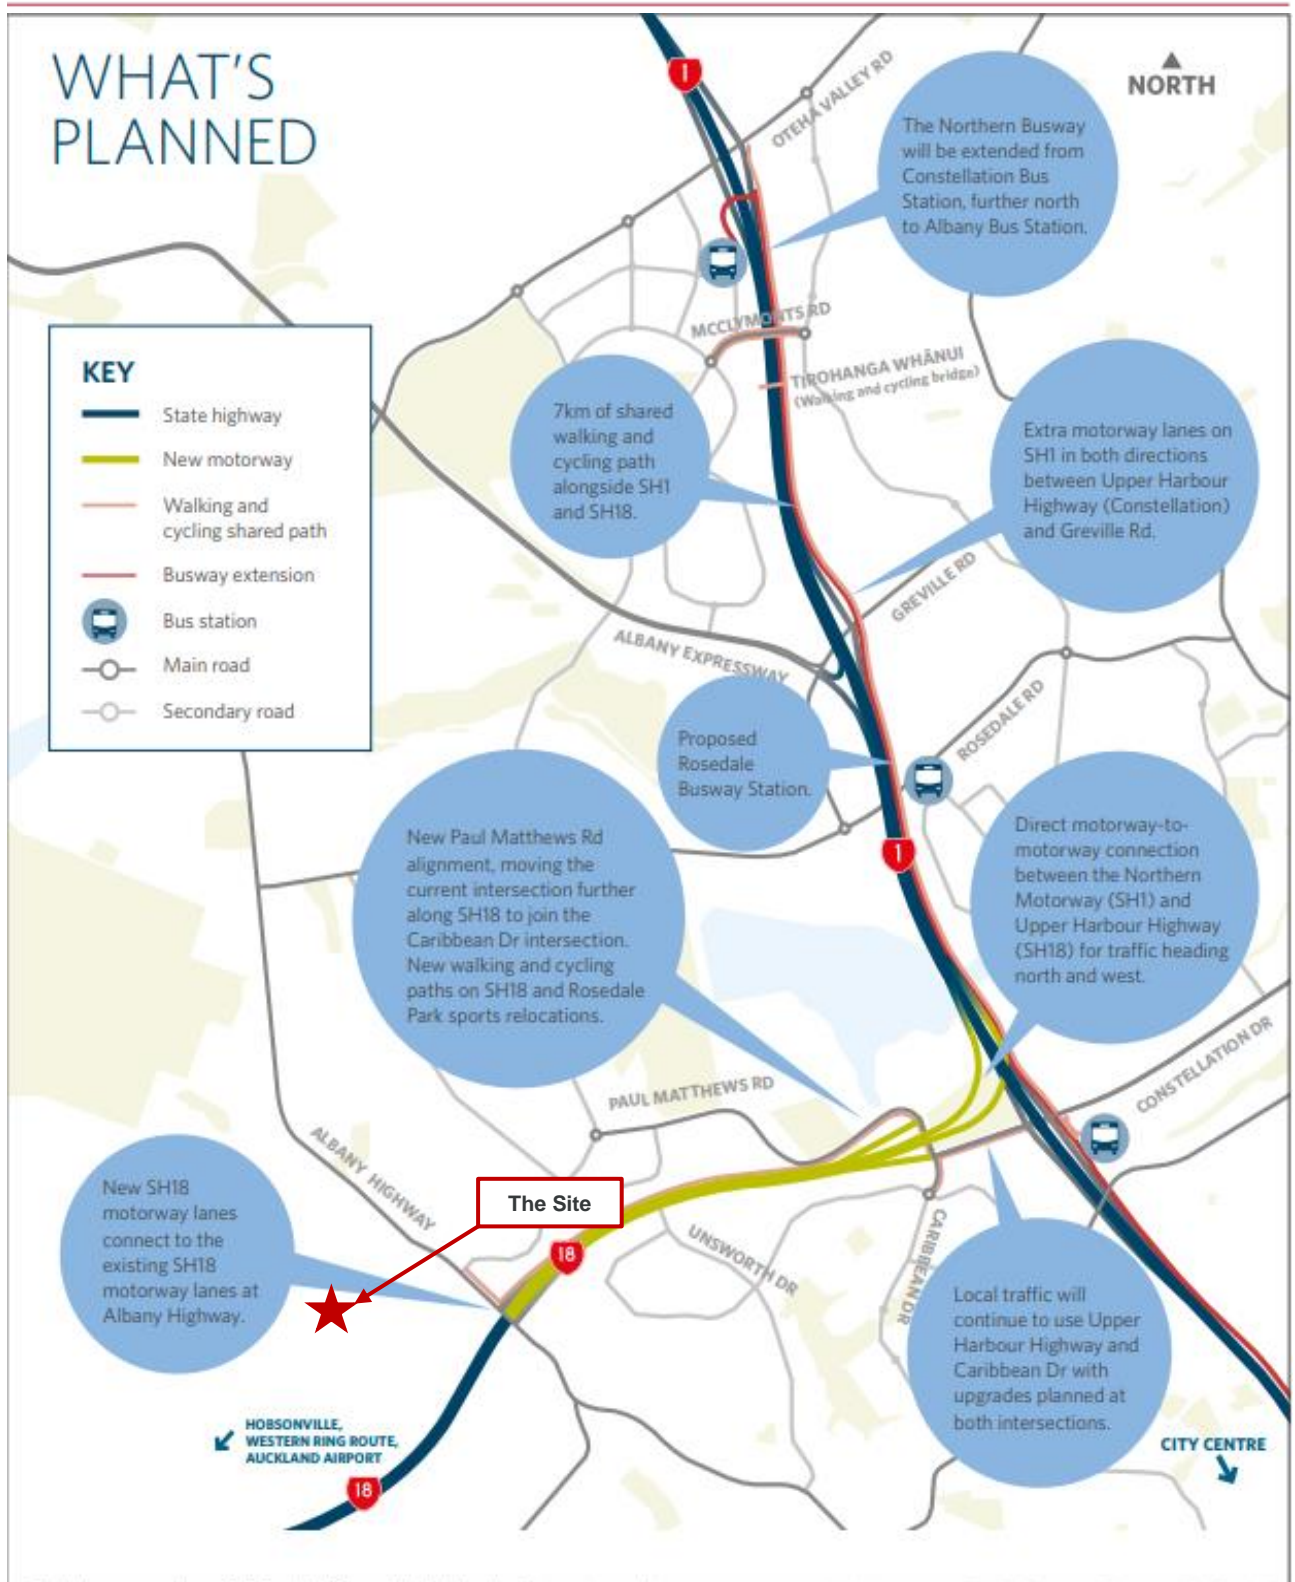 WHAT'S
PLANNED
NORTH
1
OTEHA VALLEY RD
The Northern Busway
will be extended from
Constellation Bus
Station, further north
to Albany Bus Station.
MCCLYMONTS RD
TIROHANGA WHĀNUI
(Walking and cycling bridge)
KEY
State highway
New motorway
Walking and
cycling shared path
Busway extension
Bus station
Main road
Secondary road
7km of shared
walking and
cycling path
alongside SH1
and SH18.
Extra motorway lanes on
SH1 in both directions
between Upper Harbour
Highway (Constellation)
and Greville Rd.
GREVILLE RD
ALBANY EXPRESSWAY
ROSEDALE RD
Proposed
Rosedale
Busway Station.
1
New Paul Matthews Rd
alignment, moving the
current intersection further
along SH18 to join the
Caribbean Dr intersection.
New walking and cycling
paths on SH18 and Rosedale
Park sports relocations.
Direct motorway-to-
motorway connection
between the Northern
Motorway (SH1) and
Upper Harbour Highway
(SH18) for traffic heading
north and west.
CONSTELLATION DR
PAUL MATTHEWS RD
ALBANY HIGHWAY
The Site
18
UNSWORTH DR
CARIBBEAN DR
New SH18
motorway lanes
connect to the
existing SH18
motorway lanes at
Albany Highway.
Local traffic will
continue to use Upper
Harbour Highway and
Caribbean Dr with
upgrades planned at
both intersections.
HOBSONVILLE,
WESTERN RING ROUTE,
AUCKLAND AIRPORT
18
CITY CENTRE